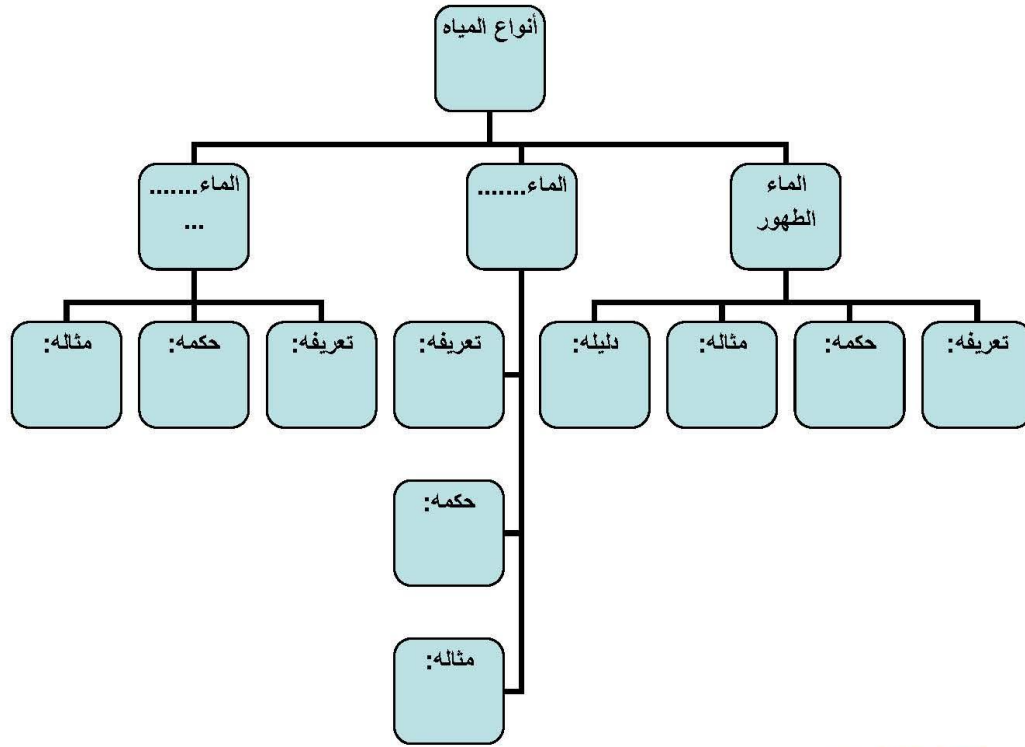 أنواع المياه
الماء
الطهور
الماء.......
الماء.......
...
تعريفه:
حكمه:
مثاله:
دليله:
تعريفه:
حكمه:
مثاله:
تعريفه:
حكمه:
مثاله: